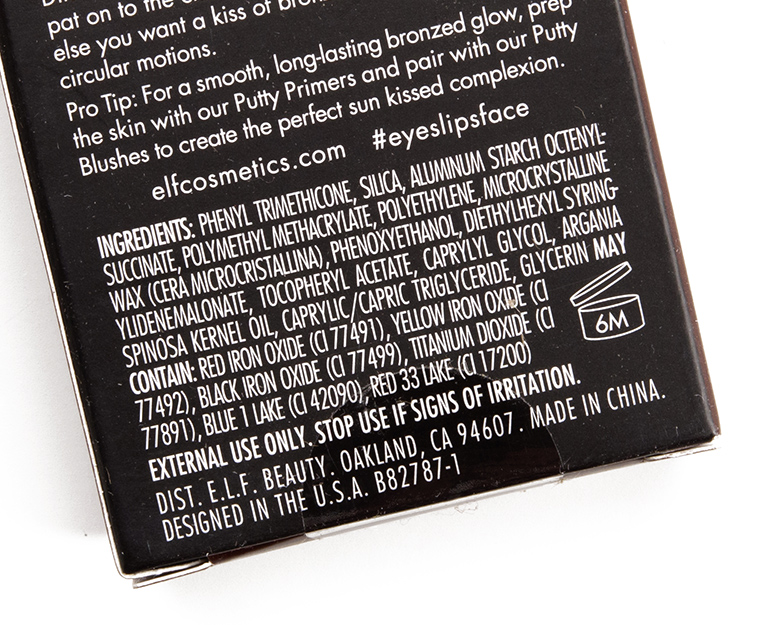 pat on to the
else you want a kiss of
circular motions.
Pro Tip: For a smooth, long-lasting bronzed glow, prep
the skin with our Putty Primers and pair with our Putty
Blushes to create the perfect sun kissed complexion.
elfcosmetics.com #eyeslipsface
INGREDIENTS: PHENYL TRIMETHICONE, SILICA, ALUMINUM STARCH OCTENYL-
SUCCINATE, POLYMETHYL METHACRYLATE, POLYETHYLENE, MICROCRYSTALLINE
WAX (CERA MICROCRISTALLINA), PHENOXYETHANOL, DIETHYLHEXYL SYRING-
YLIDENEMALONATE, TOCOPHERYL ACETATE, CAPRYLYL GLYCOL, ARGANIA
SPINOSA KERNEL OIL, CAPRYLIC/CAPRIC TRIGLYCERIDE, GLYCERIN MAY
CONTAIN: RED IRON OXIDE (CI 77491), YELLOW IRON OXIDE (CI
77492), BLACK IRON OXIDE (CI 77499), TITANIUM DIOXIDE (CI
77891), BLUE 1 LAKE (CI 42090), RED 33 LAKE (CI 17200)
6M
EXTERNAL USE ONLY. STOP USE IF SIGNS OF IRRITATION.
DIST. E.L.F. BEAUTY. OAKLAND, CA 94607. MADE IN CHINA.
DESIGNED IN THE U.S.A. B82787-1